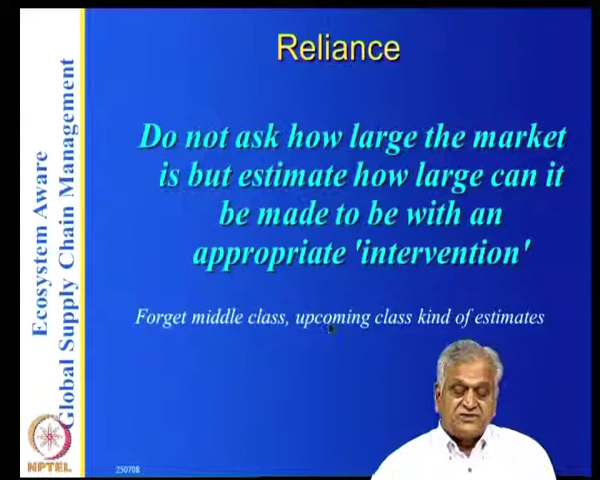 Reliance
Do not ask how large the market
is but estimate how large can it
be made to be with an
appropriate 'intervention'
Forget middle class, upcoming class kind of estimates
Ecosystem Aware
Global Supply Chain Management
NPTEL
250708